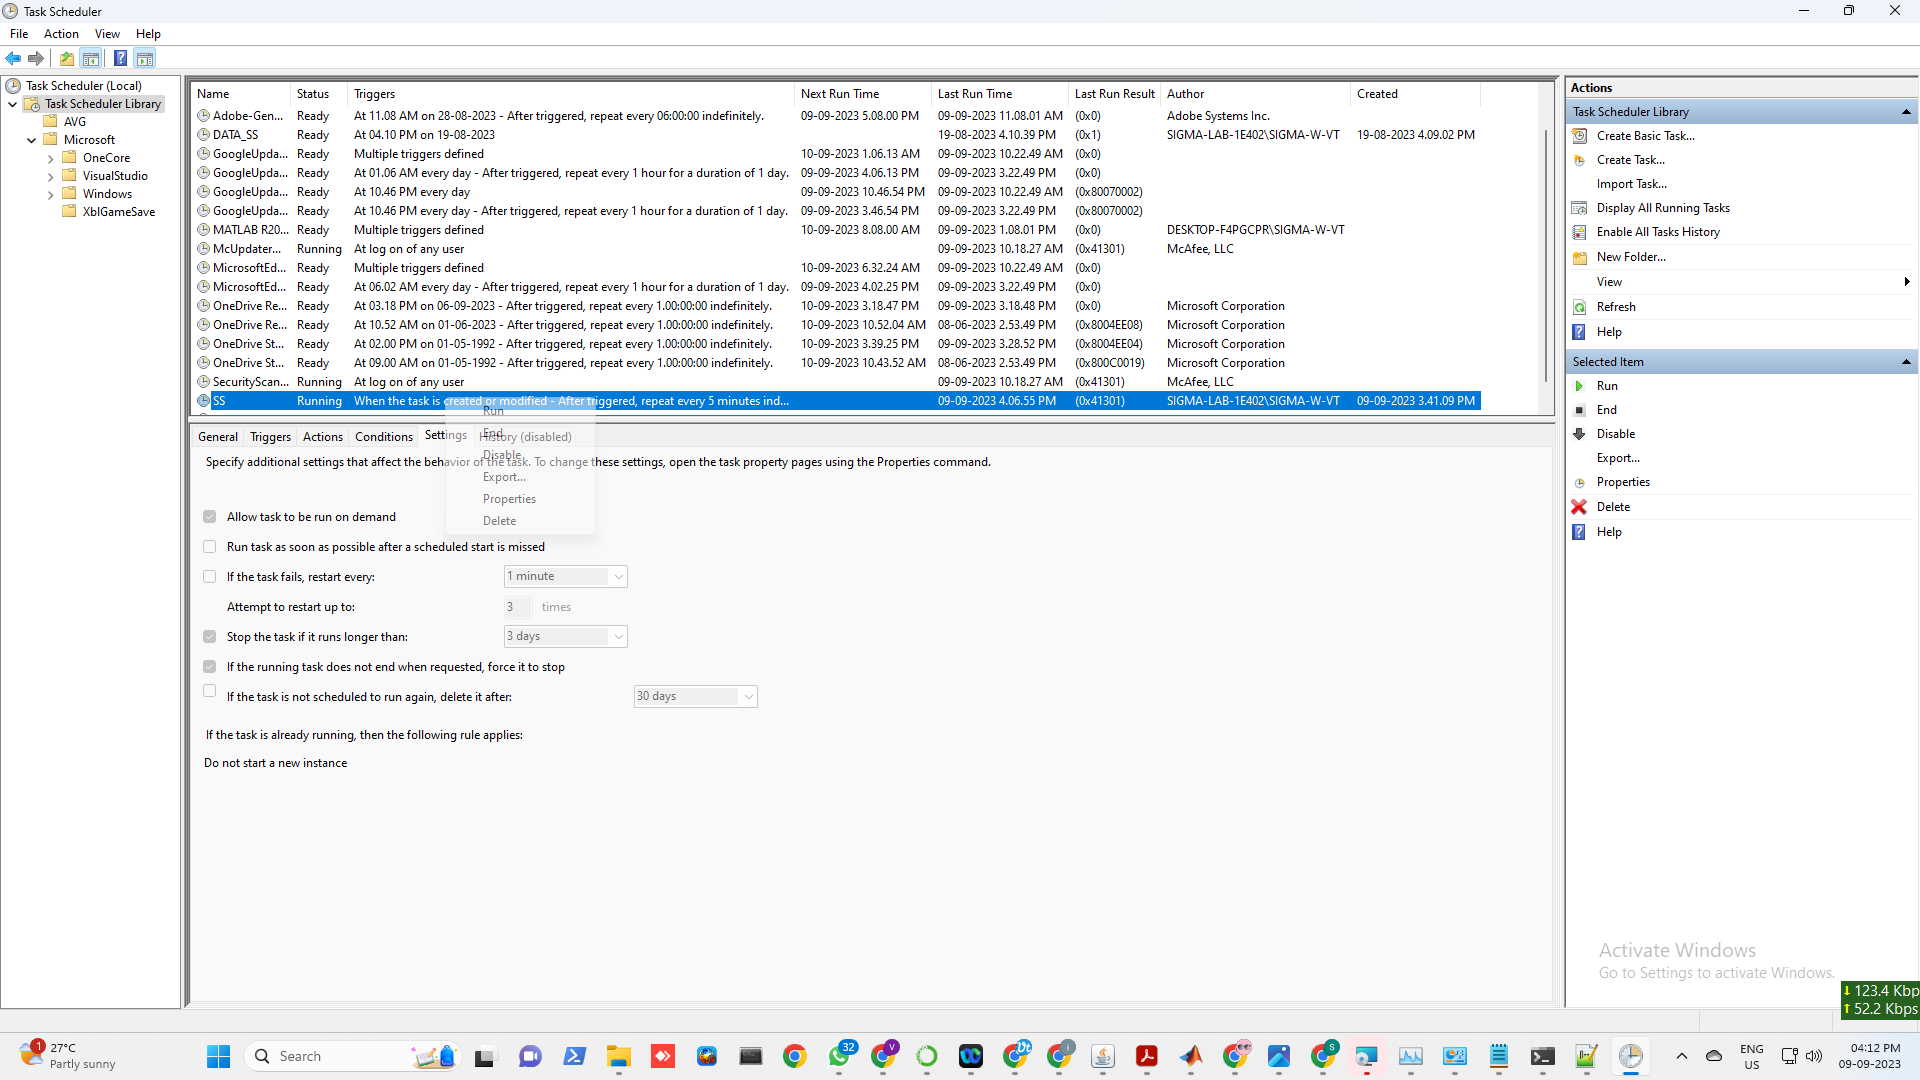 Task Scheduler
File Action View Help
Task Scheduler (Local)
Task Scheduler Library
AVG
Microsoft
OneCore
VisualStudio
Windows
XblGameSave
Name Status Triggers Next Run Time Last Run Time Last Run Result Author Created
Adobe-Gen... Ready At 11.08 AM on 28-08-2023 - After triggered, repeat every 06:00:00 indefinitely. 09-09-2023 5.08.00 PM 09-09-2023 11.08.01 AM (0x0) Adobe Systems Inc.
DATA_SS Ready At 04.10 PM on 19-08-2023 19-08-2023 4.10.39 PM (0x1) SIGMA-LAB-1E402\SIGMA-W-VT 19-08-2023 4.09.02 PM
GoogleUpda... Ready Multiple triggers defined 10-09-2023 1.06.13 AM 09-09-2023 10.22.49 AM (0x0)
GoogleUpda... Ready At 01.06 AM every day - After triggered, repeat every 1 hour for a duration of 1 day. 09-09-2023 4.06.13 PM 09-09-2023 3.22.49 PM (0x0)
GoogleUpda... Ready At 10.46 PM every day 09-09-2023 10.46.54 PM 09-09-2023 10.22.49 AM (0x80070002)
GoogleUpda... Ready At 10.46 PM every day - After triggered, repeat every 1 hour for a duration of 1 day. 09-09-2023 3.46.54 PM 09-09-2023 3.22.49 PM (0x80070002)
MATLAB R20... Ready Multiple triggers defined 10-09-2023 8.08.00 AM 09-09-2023 1.08.01 PM (0x0) DESKTOP-F4PGCPR\SIGMA-W-VT
McUpdater... Running At log on of any user 09-09-2023 10.18.27 AM (0x41301) McAfee, LLC
MicrosoftEd... Ready Multiple triggers defined 10-09-2023 6.32.24 AM 09-09-2023 10.22.49 AM (0x0)
MicrosoftEd... Ready At 06.02 AM every day - After triggered, repeat every 1 hour for a duration of 1 day. 09-09-2023 4.02.25 PM 09-09-2023 3.22.49 PM (0x0)
OneDrive Re... Ready At 03.18 PM on 06-09-2023 - After triggered, repeat every 1.00:00:00 indefinitely. 10-09-2023 3.18.47 PM 09-09-2023 3.18.48 PM (0x0) Microsoft Corporation
OneDrive Re... Ready At 10.52 AM on 01-06-2023 - After triggered, repeat every 1.00:00:00 indefinitely. 10-09-2023 10.52.04 AM 08-06-2023 2.53.49 PM (0x8004EE08) Microsoft Corporation
OneDrive St... Ready At 02.00 PM on 01-05-1992 - After triggered, repeat every 1.00:00:00 indefinitely. 10-09-2023 3.39.25 PM 09-09-2023 3.28.52 PM (0x8004EE04) Microsoft Corporation
OneDrive St... Ready At 09.00 AM on 01-05-1992 - After triggered, repeat every 1.00:00:00 indefinitely. 10-09-2023 10.43.52 AM 08-06-2023 2.53.49 PM (0x800C0019) Microsoft Corporation
SecurityScan... Running At log on of any user 09-09-2023 10.18.27 AM (0x41301) McAfee, LLC
SS Running When the task is created or modified - After triggered, repeat every 5 minutes ind... 09-09-2023 4.06.55 PM (0x41301) SIGMA-LAB-1E402\SIGMA-W-VT 09-09-2023 3.41.09 PM
Run
End
Disable
Export...
Properties
Delete
General Triggers Actions Conditions Settings History (disabled)
Specify additional settings that affect the behavior of the task. To change these settings, open the task property pages using the Properties command.
Allow task to be run on demand
Run task as soon as possible after a scheduled start is missed
If the task fails, restart every: 1 minute
Attempt to restart up to: 3 times
Stop the task if it runs longer than: 3 days
If the running task does not end when requested, force it to stop
If the task is not scheduled to run again, delete it after: 30 days
If the task is already running, then the following rule applies:
Do not start a new instance
Actions
Task Scheduler Library
Create Basic Task...
Create Task...
Import Task...
Display All Running Tasks
Enable All Tasks History
New Folder...
View
Refresh
Help
Selected Item
Run
End
Disable
Export...
Properties
Delete
Help
Activate Windows
Go to Settings to activate Windows.
123.4 Kbp
52.2 Kbps
1
27°C
Partly sunny
Search
32
V
Vt
i
S
ENG
US
04:12 PM
09-09-2023